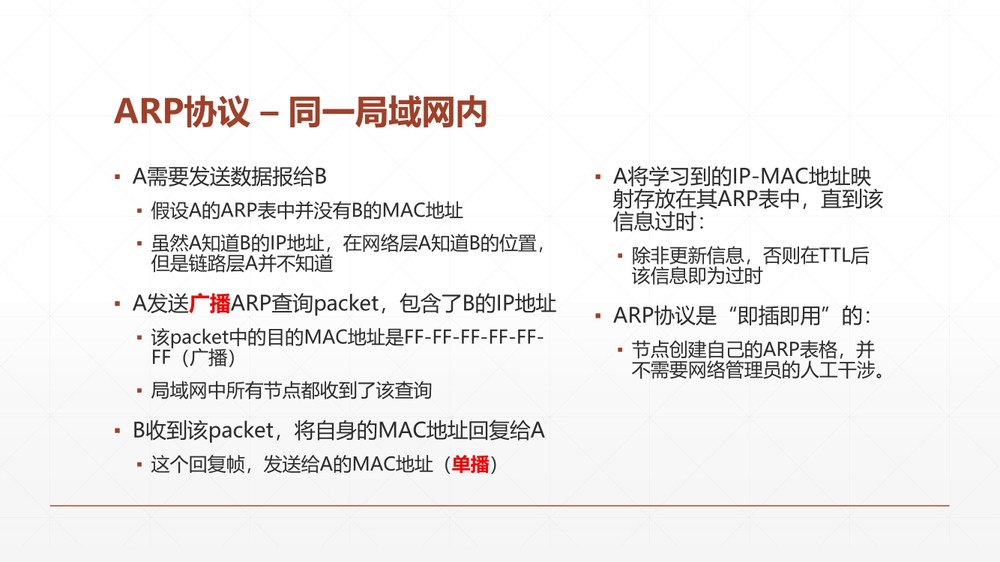 ARP协议 – 同一局域网内
▪ A需要发送数据报给B
▪ 假设A的ARP表中并没有B的MAC地址
▪ 虽然A知道B的IP地址，在网络层A知道B的位置，
但是链路层A并不知道
▪ A发送广播ARP查询packet，包含了B的IP地址
▪ 该packet中的目的MAC地址是FF-FF-FF-FF-FF-
FF（广播）
▪ 局域网中所有节点都收到了该查询
▪ B收到该packet，将自身的MAC地址回复给A
▪ 这个回复帧，发送给A的MAC地址（单播）
▪ A将学习到的IP-MAC地址映
射存放在其ARP表中，直到该
信息过时：
▪ 除非更新信息，否则在TTL后
该信息即为过时
▪ ARP协议是“即插即用”的：
▪ 节点创建自己的ARP表格，并
不需要网络管理员的人工干涉。